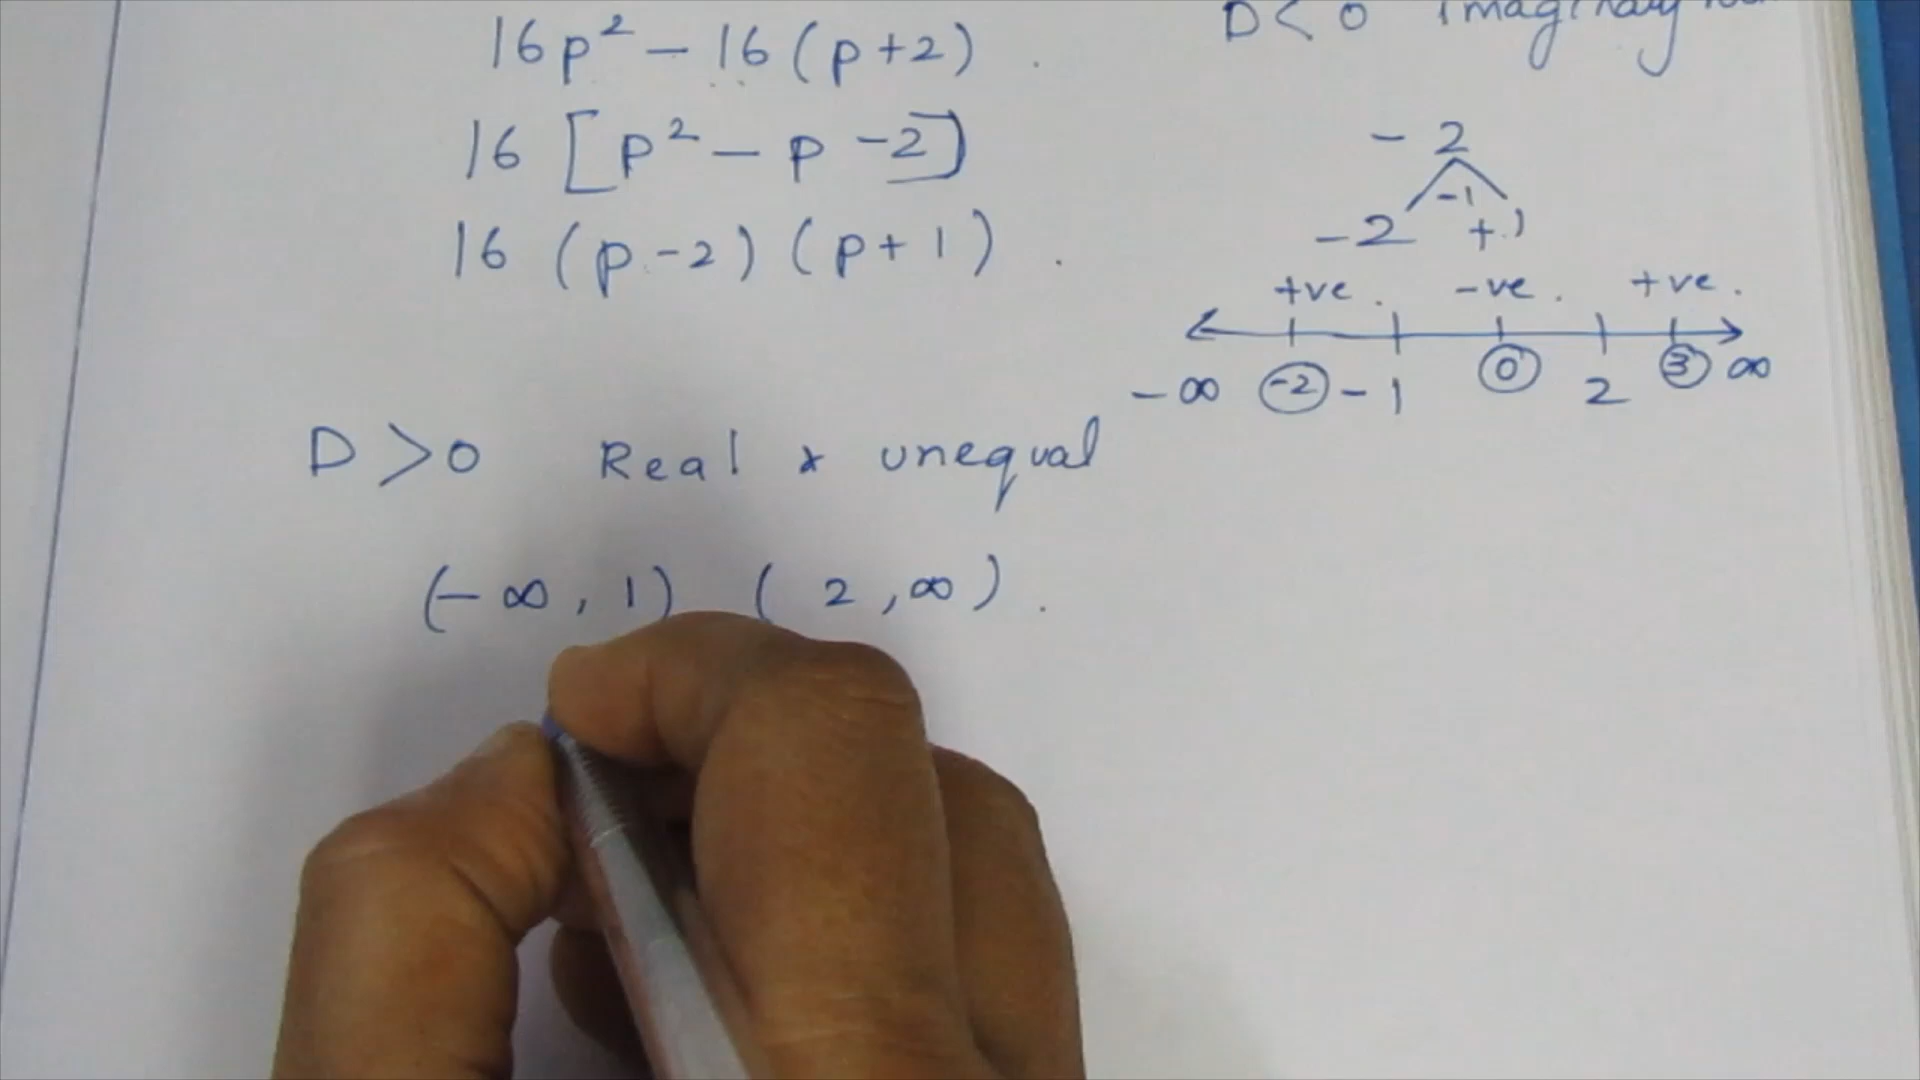 16p² - 16(p+2)
16 [p² - p -2]
16 (p-2)(p+1)
D<0 imaginary
-2
-1
-2 +1
+ve. -ve. +ve.
-∞ -2 -1 0 2 3 ∞
D>0 Real & unequal
(-∞, 1) (2, ∞).